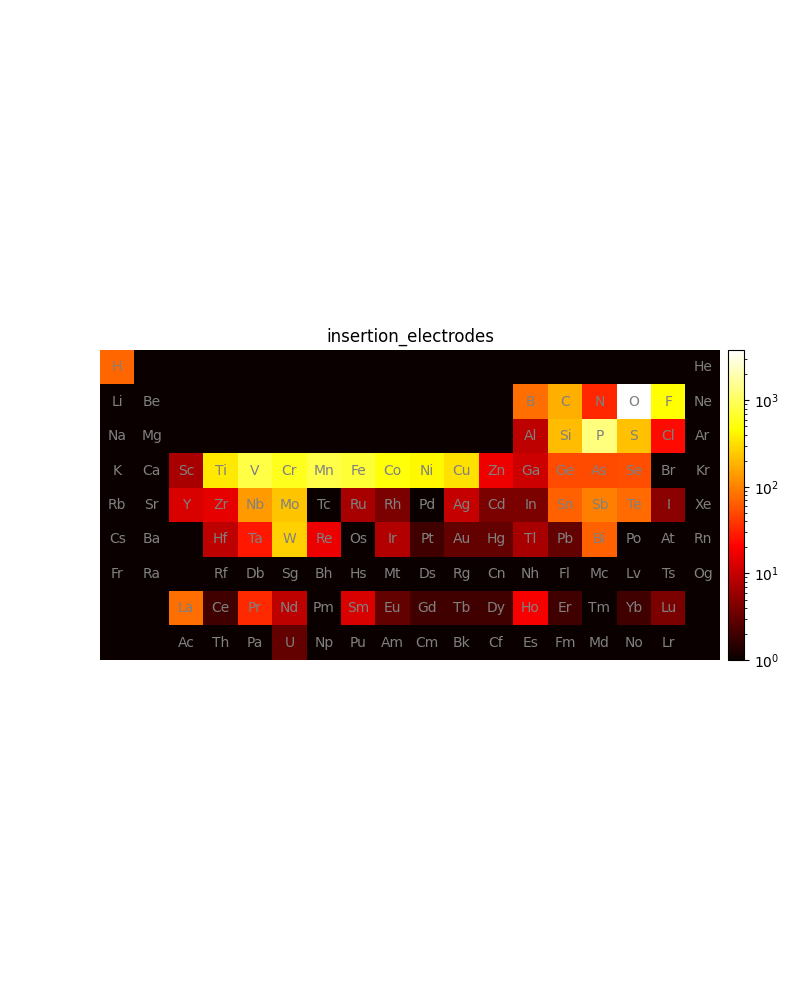 insertion_electrodes
H He
Li Be B C N O F Ne
Na Mg Al Si P S Cl Ar
K Ca Sc Ti V Cr Mn Fe Co Ni Cu Zn Ga Ge As Se Br Kr
Rb Sr Y Zr Nb Mo Tc Ru Rh Pd Ag Cd In Sn Sb Te I Xe
Cs Ba Hf Ta W Re Os Ir Pt Au Hg Tl Pb Bi Po At Rn
Fr Ra Rf Db Sg Bh Hs Mt Ds Rg Cn Nh Fl Mc Lv Ts Og
La Ce Pr Nd Pm Sm Eu Gd Tb Dy Ho Er Tm Yb Lu
Ac Th Pa U Np Pu Am Cm Bk Cf Es Fm Md No Lr
10³
10²
10¹
10⁰